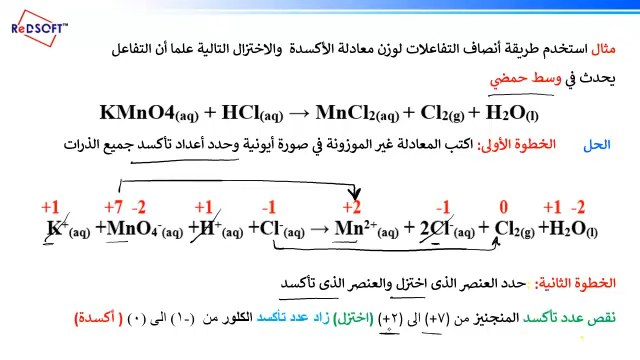 ReDSOFT™
مثال استخدم طريقة أنصاف التفاعلات لوزن معادلة الأكسدة والاختزال التالية علما أن التفاعل
يحدث في وسط حمضي
KMnO4(aq) + HCl(aq) → MnCl2(aq) + Cl2(g) + H2O(l)
الحل الخطوة الأولى: اكتب المعادلة غير الموزونة في صورة أيونية وحدد أعداد تأكسد جميع الذرات
+1 +7 -2 +1 -1 +2 -1 0 +1 -2
K⁺(aq) +MnO4⁻(aq) +H⁺(aq) +Cl⁻(aq) → Mn²⁺(aq) + 2Cl⁻(aq) + Cl2(g) +H2O(l)
الخطوة الثانية: حدد العنصر الذى اختزل والعنصر الذى تأكسد
نقص عدد تأكسد المنجنيز من (+٧) الى (+٢) (اختزل) زاد عدد تأكسد الكلور من (-١) الى (٠) (أكسدة)